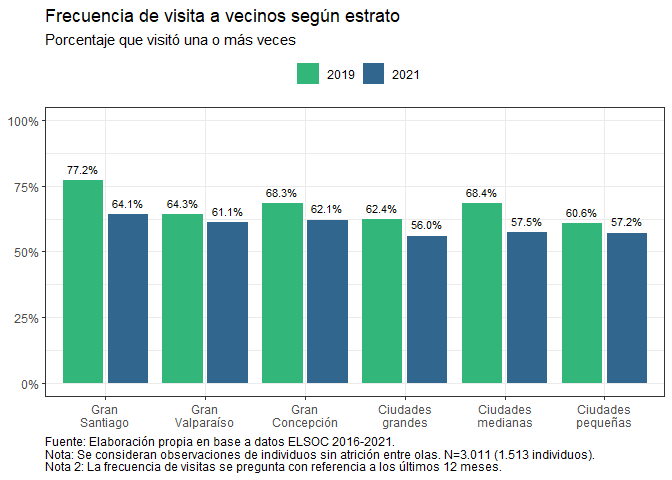 Frecuencia de visita a vecinos según estrato
Porcentaje que visitó una o más veces
2019 2021
100%
75%
50%
25%
0%
77.2% 64.1% 64.3% 61.1% 68.3% 62.1% 62.4% 56.0% 68.4% 57.5% 60.6% 57.2%
Gran Gran Gran Ciudades Ciudades Ciudades
Santiago Valparaíso Concepción grandes medianas pequeñas
Fuente: Elaboración propia en base a datos ELSOC 2016-2021.
Nota: Se consideran observaciones de individuos sin atrición entre olas. N=3.011 (1.513 individuos).
Nota 2: La frecuencia de visitas se pregunta con referencia a los últimos 12 meses.